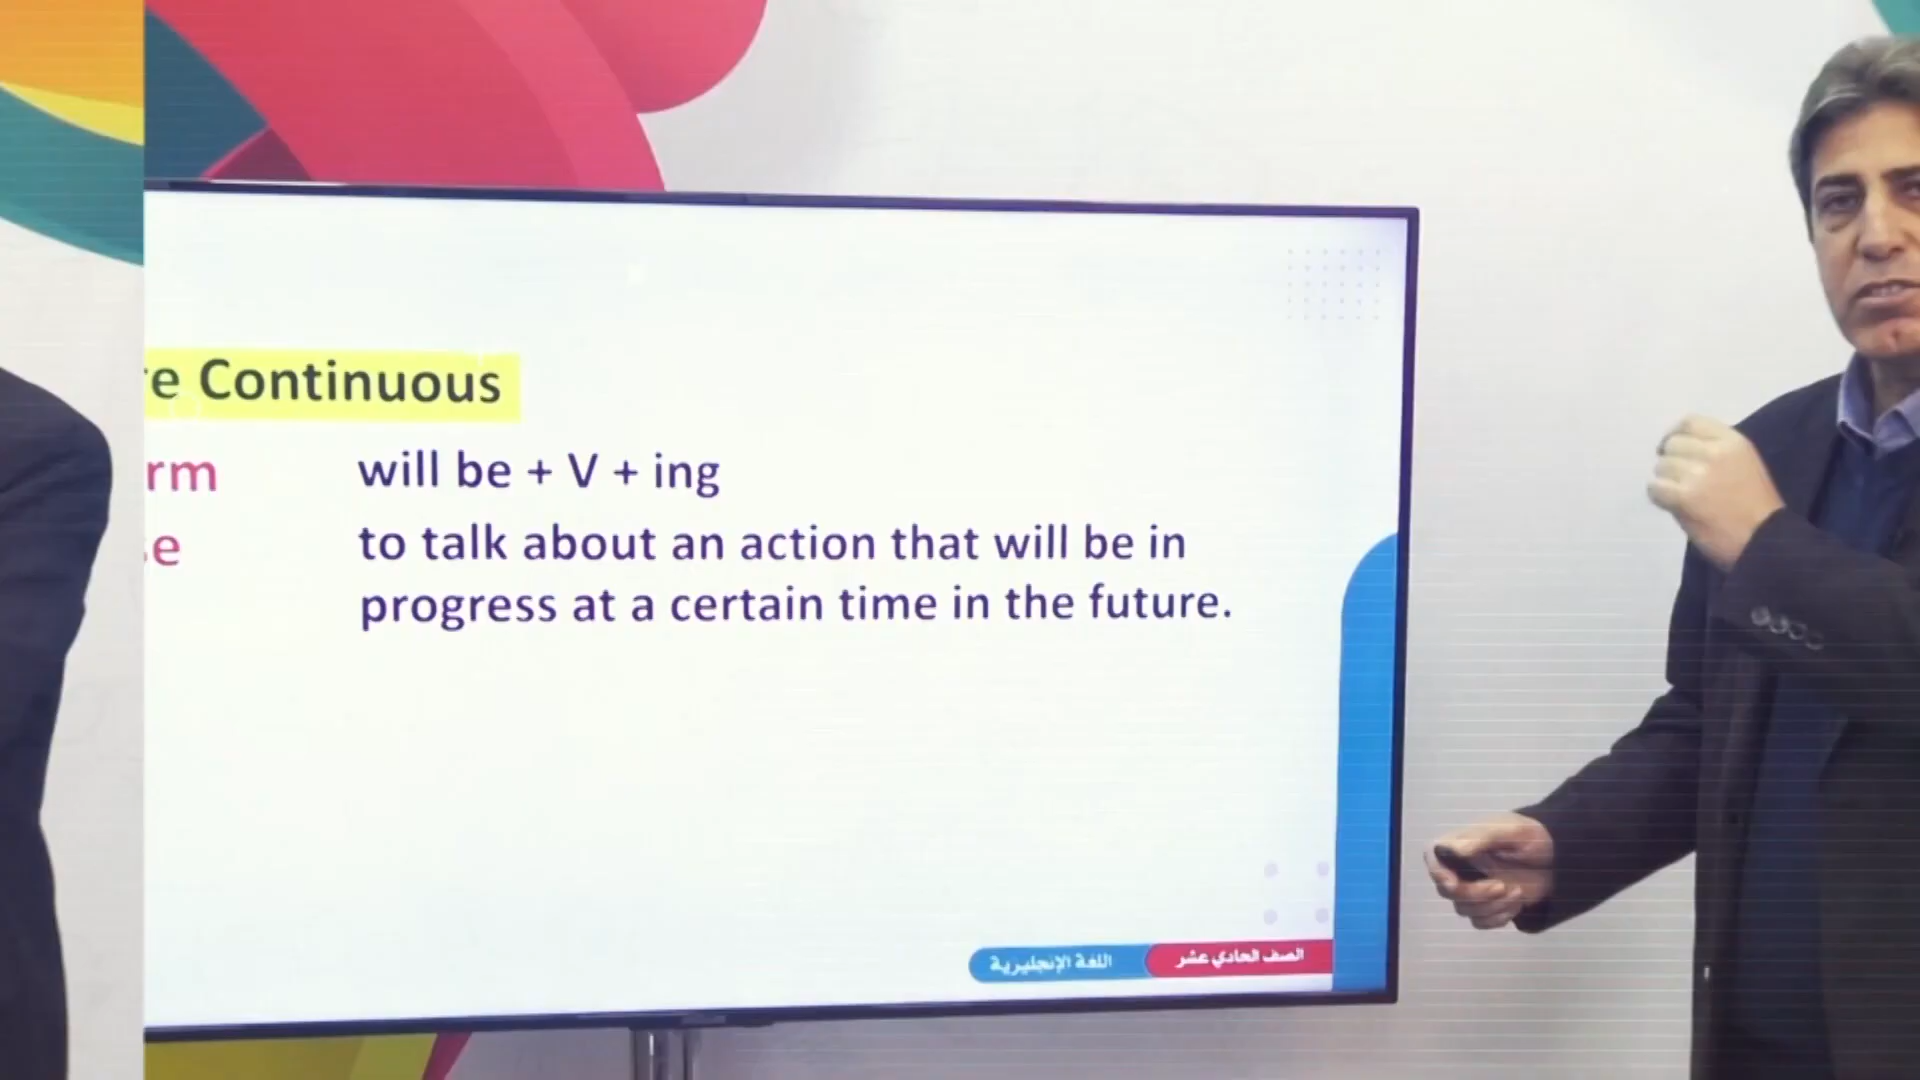 re Continuous
rm will be + V + ing
se to talk about an action that will be in
progress at a certain time in the future.
الصف الحادي عشر اللغة الإنجليزية